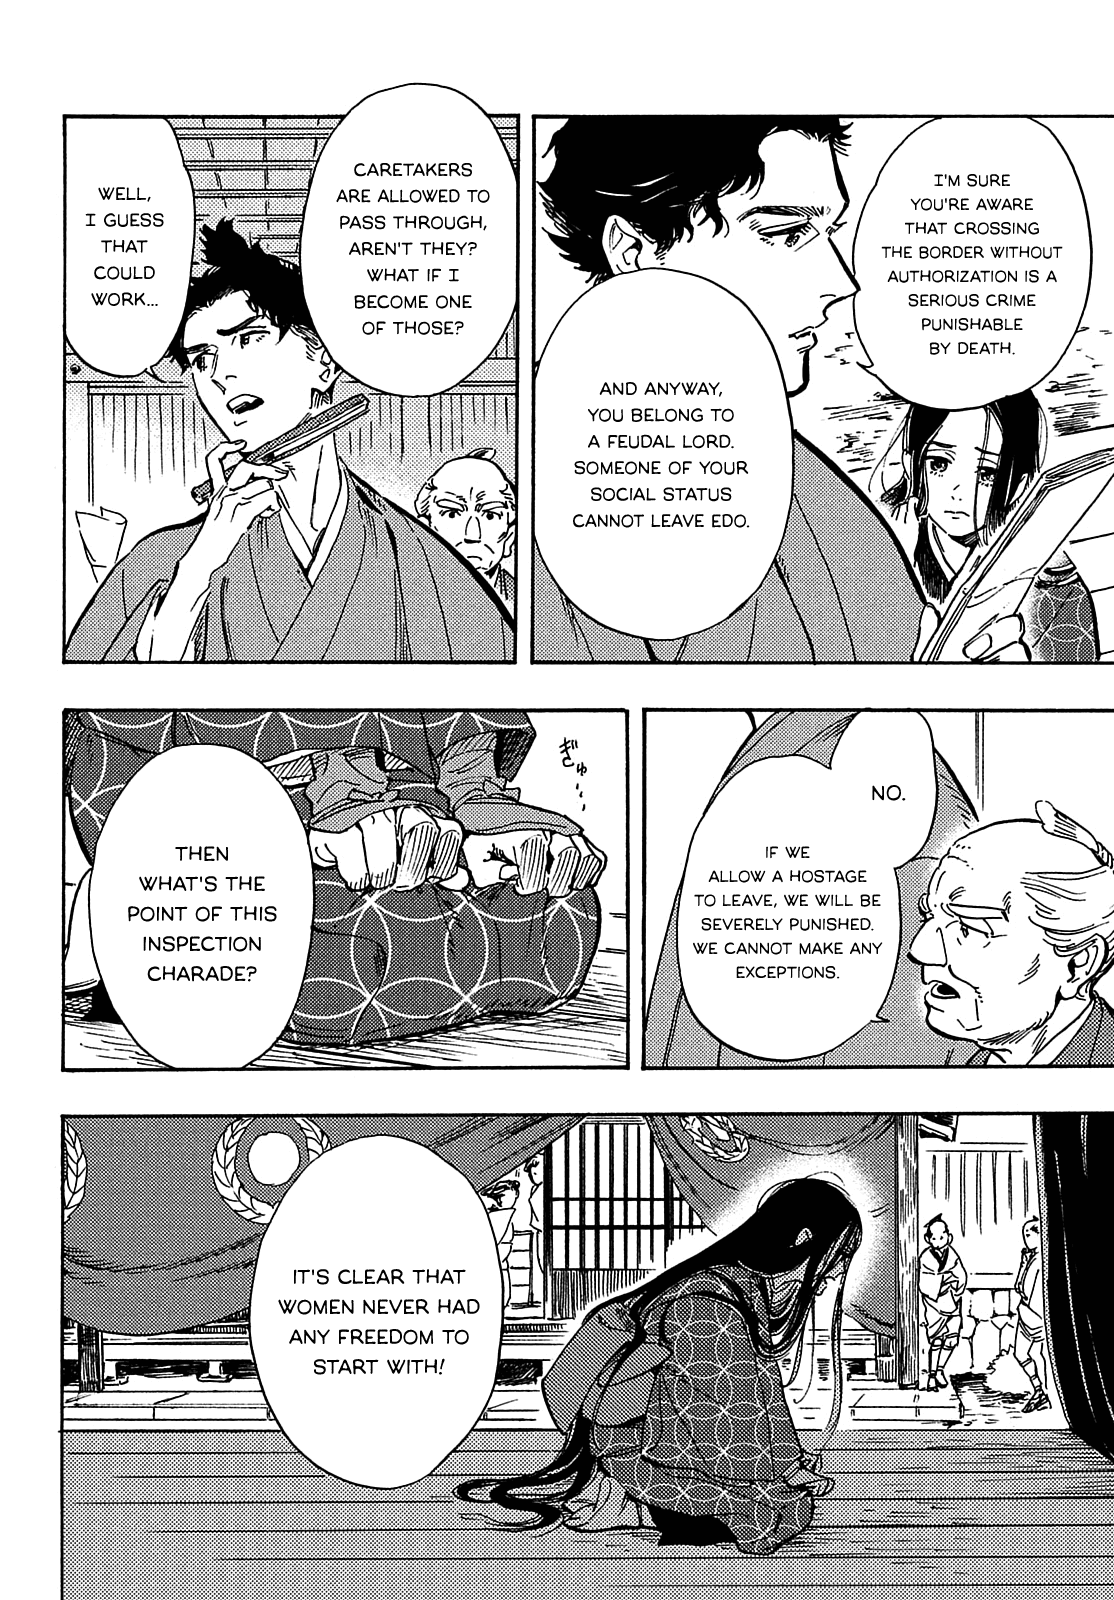 I'M SURE
YOU'RE AWARE
THAT CROSSING
THE BORDER WITHOUT
AUTHORIZATION IS A
SERIOUS CRIME
PUNISHABLE
BY DEATH.
AND ANYWAY,
YOU BELONG TO
A FEUDAL LORD.
SOMEONE OF YOUR
SOCIAL STATUS
CANNOT LEAVE EDO.
CARETAKERS
ARE ALLOWED TO
PASS THROUGH,
AREN'T THEY?
WHAT IF I
BECOME ONE
OF THOSE?
WELL,
I GUESS
THAT
COULD
WORK...
NO.
IF WE
ALLOW A HOSTAGE
TO LEAVE, WE WILL BE
SEVERELY PUNISHED.
WE CANNOT MAKE ANY
EXCEPTIONS.
ぎゅ...
THEN
WHAT'S THE
POINT OF THIS
INSPECTION
CHARADE?
IT'S CLEAR THAT
WOMEN NEVER HAD
ANY FREEDOM TO
START WITH!